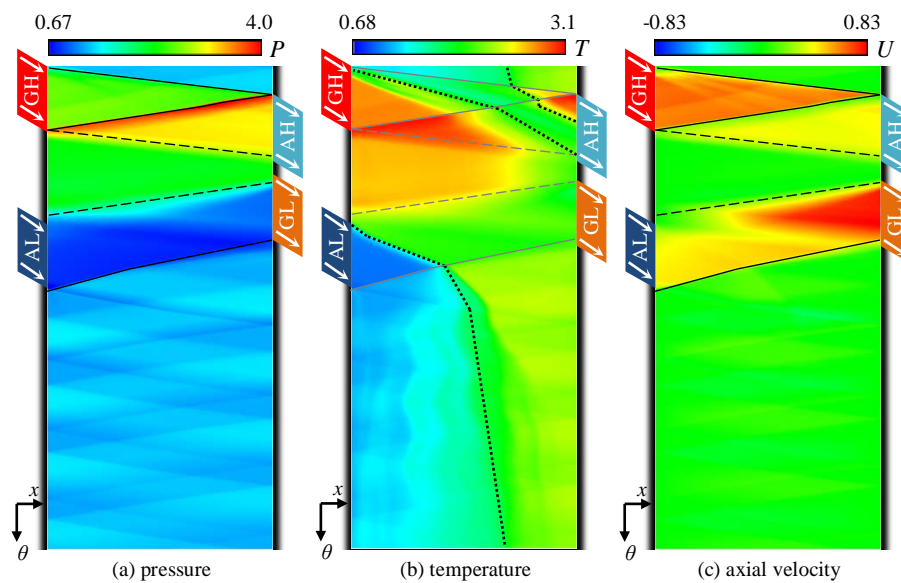 0.67 4.0 P
0.68 3.1 T
-0.83 0.83 U
GH
AH
GL
AL
x
θ
GH
AH
GL
AL
x
θ
GH
AH
GL
AL
x
θ
(a) pressure
(b) temperature
(c) axial velocity